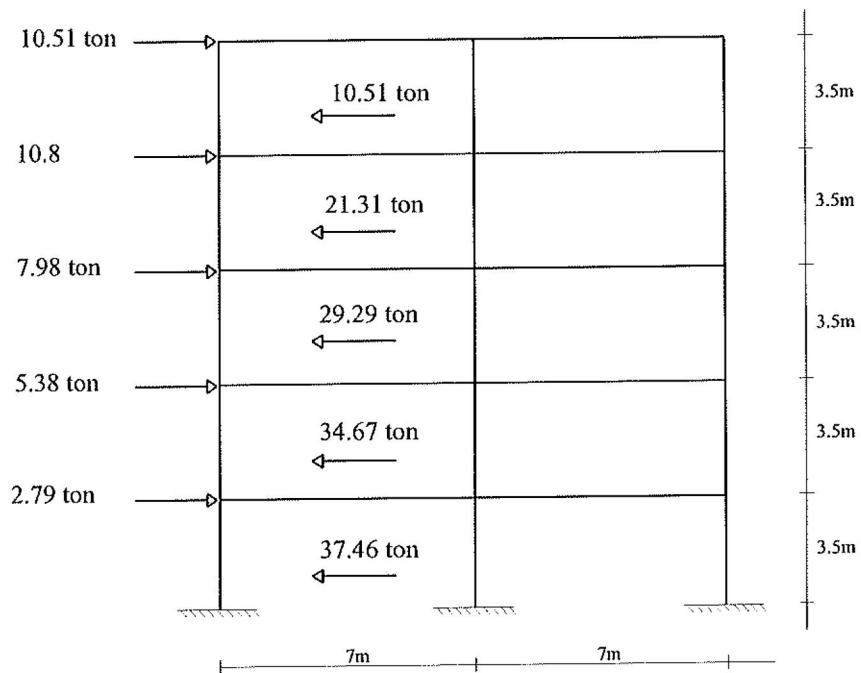 10.51 ton
10.51 ton
3.5m
10.8
21.31 ton
3.5m
7.98 ton
29.29 ton
3.5m
5.38 ton
34.67 ton
3.5m
2.79 ton
37.46 ton
3.5m
7m
7m